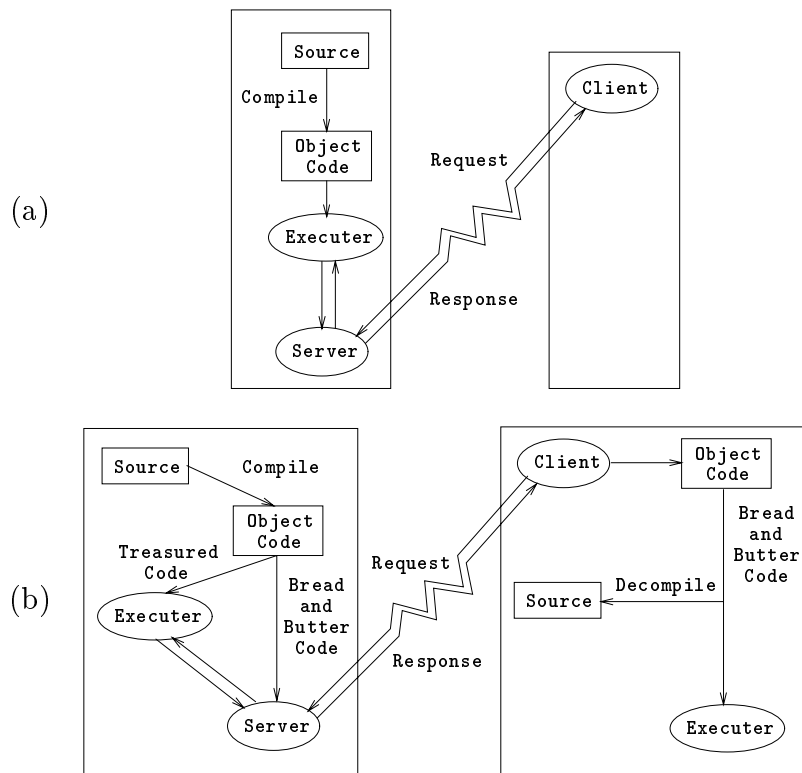 Source
Compile
Object
Code
Executer
Server
Client
Request
Response
(a)
Source
Compile
Object
Code
Treasured
Code
Executer
Bread
and
Butter
Code
Server
Request
Response
Client
Object
Code
Bread
and
Butter
Code
Decompile
Source
Executer
(b)